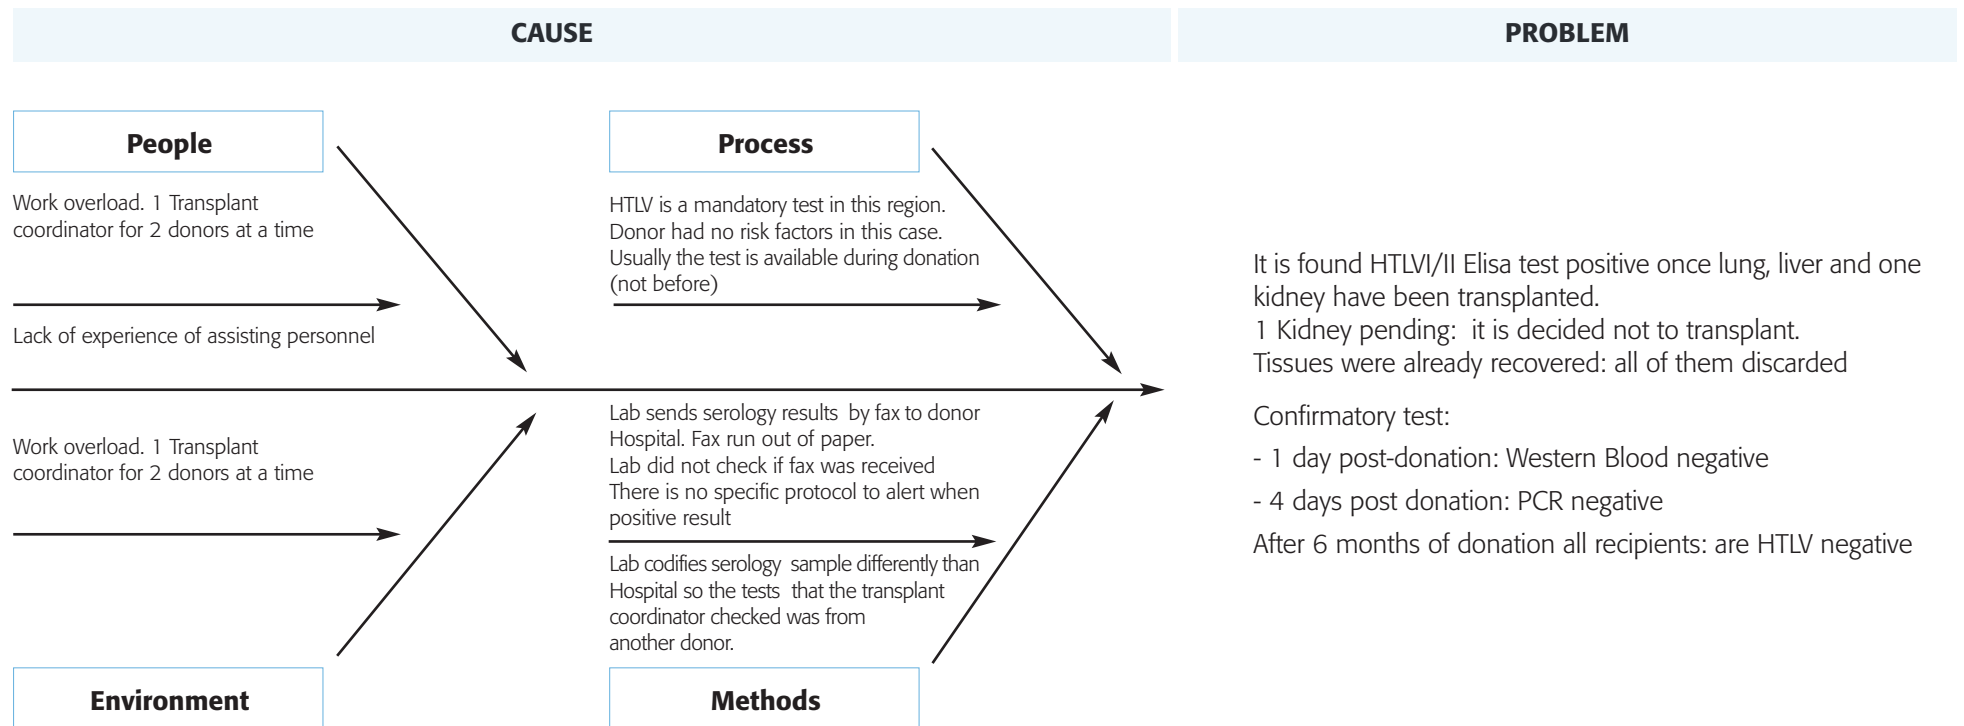 CAUSE
PROBLEM
People
Work overload. 1 Transplant
coordinator for 2 donors at a time
Lack of experience of assisting personnel
Process
HTLV is a mandatory test in this region.
Donor had no risk factors in this case.
Usually the test is available during donation
(not before)
Work overload. 1 Transplant
coordinator for 2 donors at a time
Environment
Lab sends serology results by fax to donor
Hospital. Fax run out of paper.
Lab did not check if fax was received
There is no specific protocol to alert when
positive result
Lab codifies serology sample differently than
Hospital so the tests that the transplant
coordinator checked was from
another donor.
Methods
It is found HTLVI/II Elisa test positive once lung, liver and one
kidney have been transplanted.
1 Kidney pending: it is decided not to transplant.
Tissues were already recovered: all of them discarded
Confirmatory test:
- 1 day post-donation: Western Blood negative
- 4 days post donation: PCR negative
After 6 months of donation all recipients: are HTLV negative